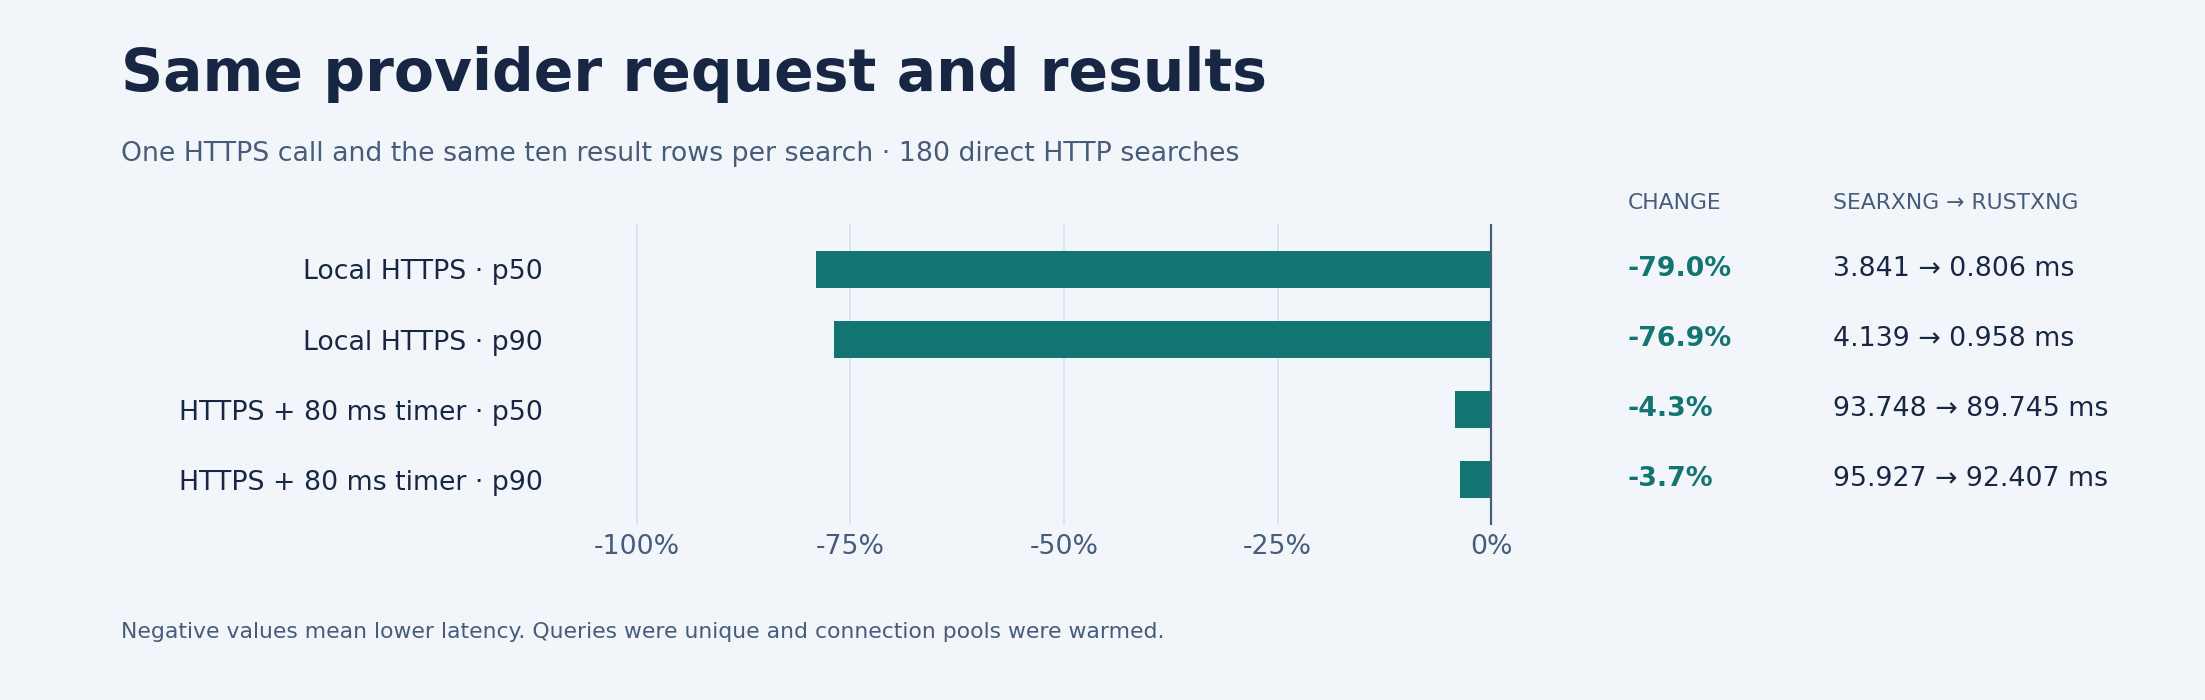 Same provider request and results
One HTTPS call and the same ten result rows per search · 180 direct HTTP searches
CHANGE SEARXNG → RUSTXNG
Local HTTPS · p50 -79.0% 3.841 → 0.806 ms
Local HTTPS · p90 -76.9% 4.139 → 0.958 ms
HTTPS + 80 ms timer · p50 -4.3% 93.748 → 89.745 ms
HTTPS + 80 ms timer · p90 -3.7% 95.927 → 92.407 ms
-100% -75% -50% -25% 0%
Negative values mean lower latency. Queries were unique and connection pools were warmed.